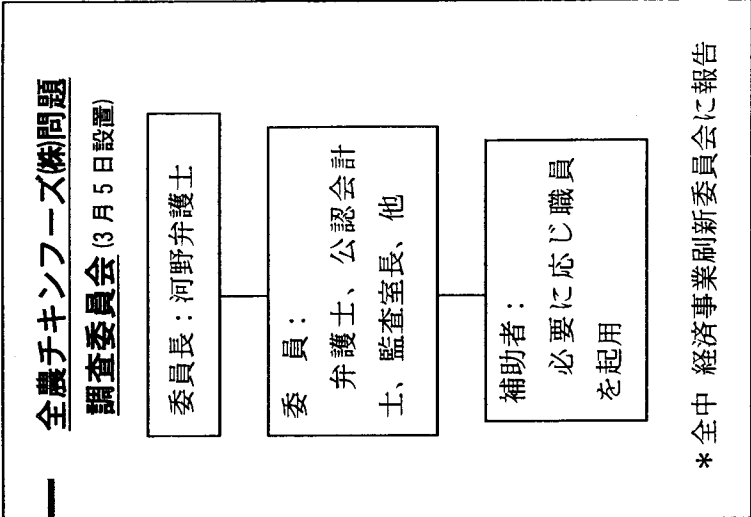 全農チキンフーズ㈱問題
調査委員会(3月5日設置)
委員長：河野弁護士
委　員：
弁護士、公認会計
士、監査室長、他
補助者：
必要に応じ職員
を起用
＊全中 経済事業刷新委員会に報告